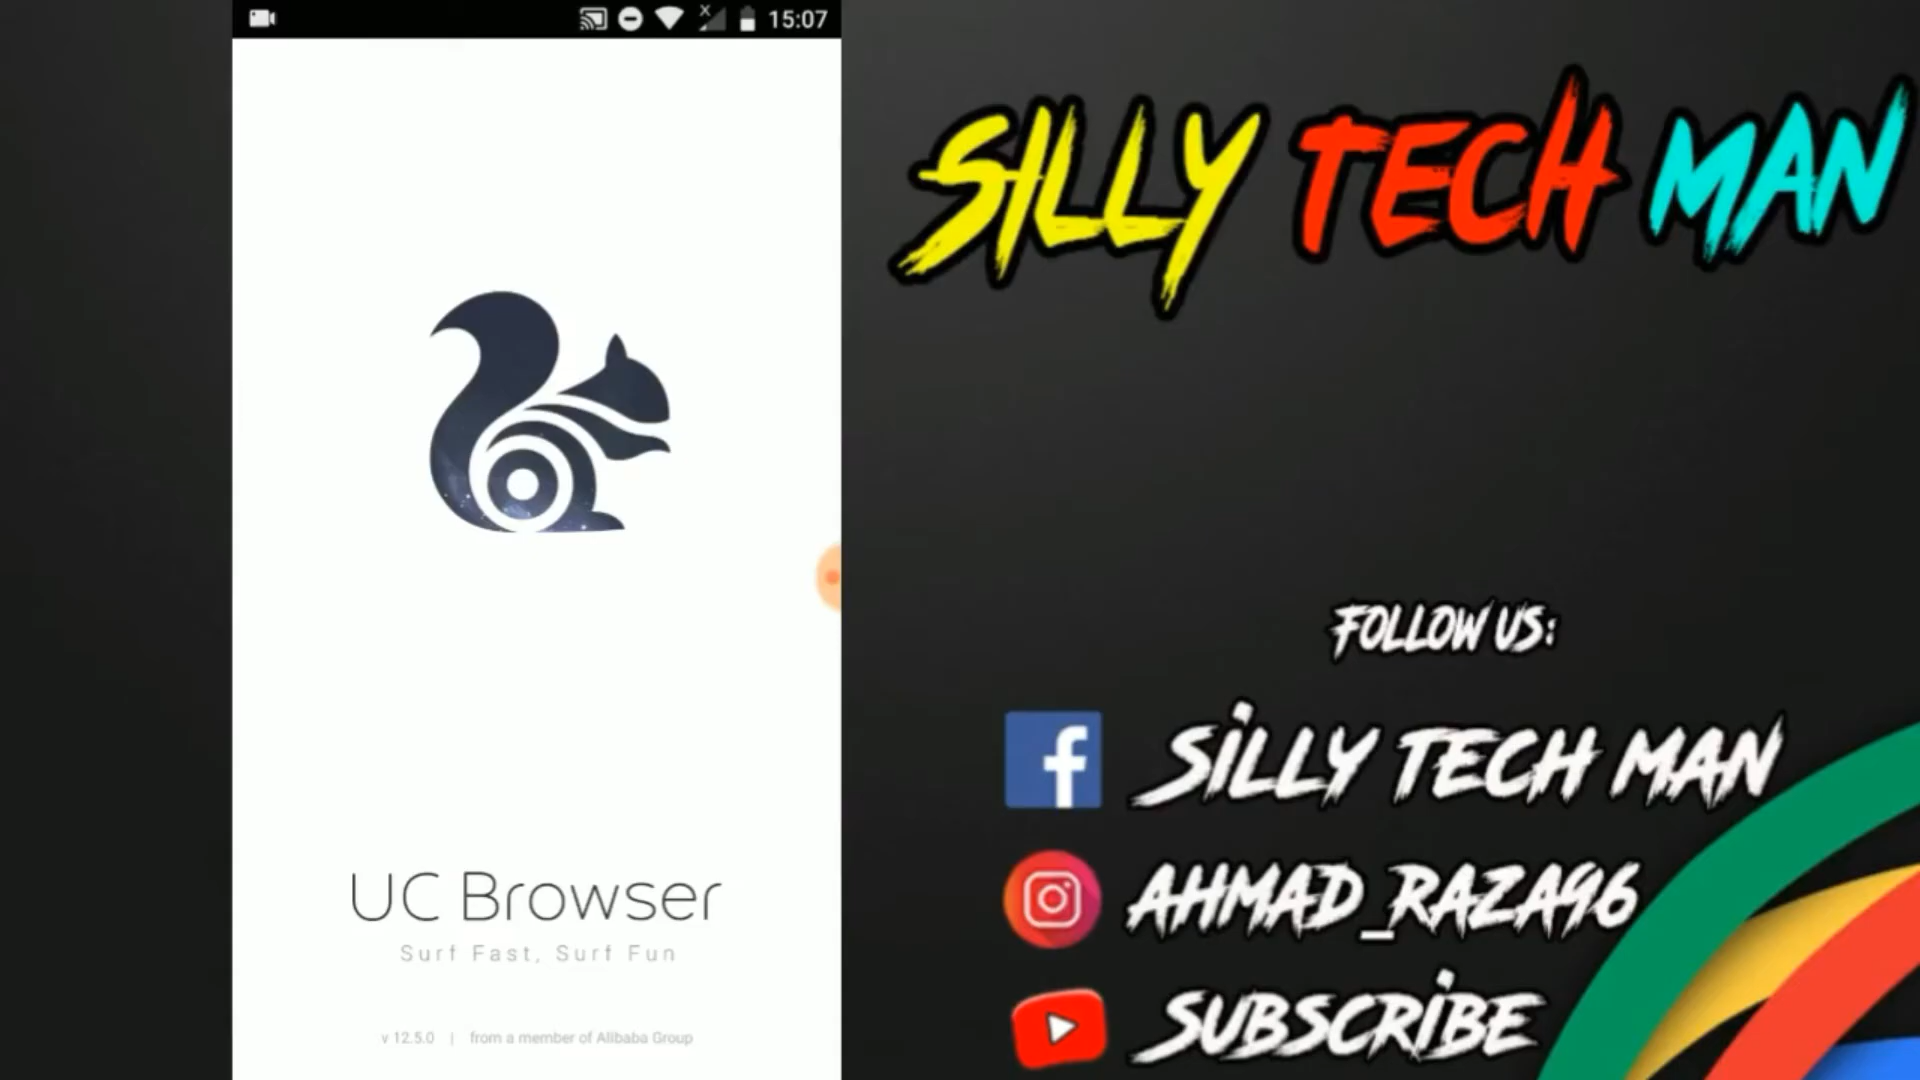 15:07
SILLY TECH MAN
FOLLOW US:
SILLY TECH MAN
AHMAD_RAZA96
SUBSCRIBE
UC Browser
Surf Fast, Surf Fun
v 12.5.0 | from a member of Alibaba Group